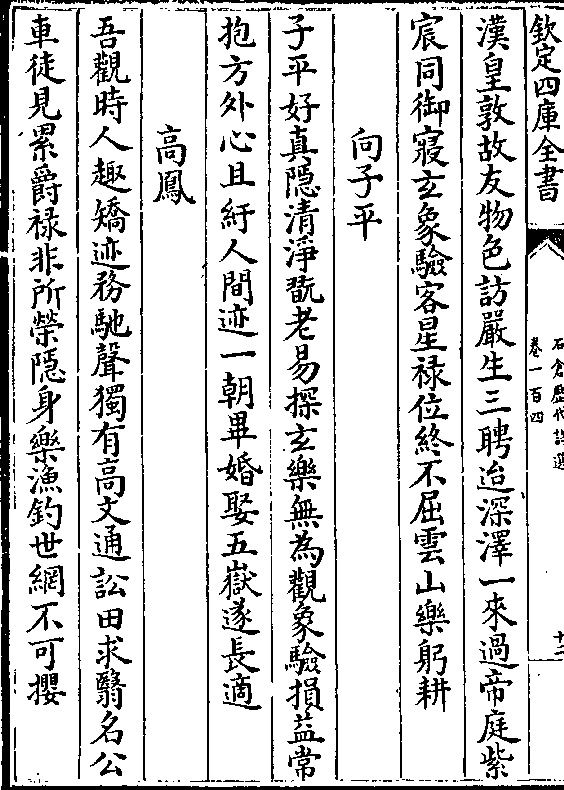 欽定四庫全書
石倉歷代詩選
卷一百四
十二
漢皇敦故友物色訪嚴生三聘迨深澤一來過帝庭紫
宸同御寢玄象驗客星禄位終不屈雲山樂躬耕
向子平
子平好真隱清淨翫老易探玄樂無為觀象驗損益常
抱方外心且紆人間迹一朝畢婚娶五嶽遂長適
高鳳
吾觀時人趣矯迹務馳聲獨有高文通訟田求翳名公
車徒見累爵禄非所榮隱身樂漁釣世網不可攖